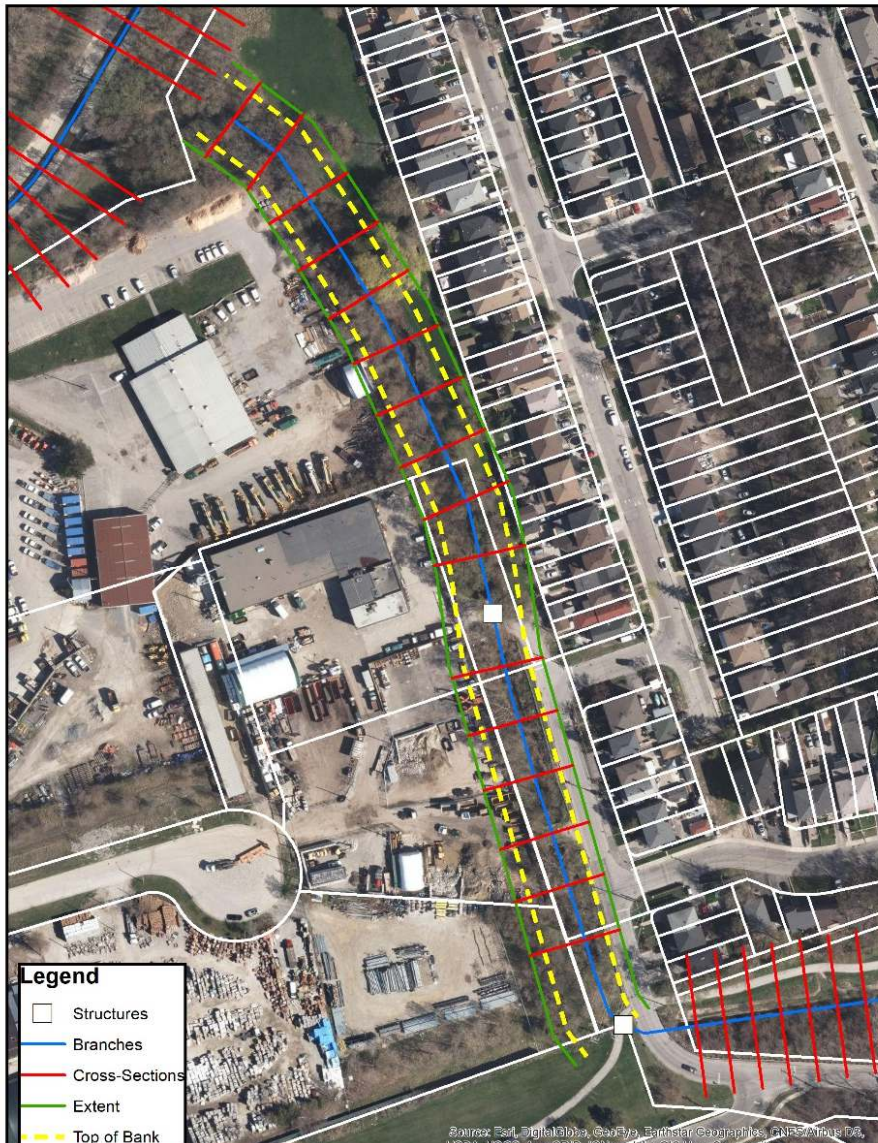 Legend
Structures
Branches
Cross-Sections
Extent
Top of Bank
Source: Esri, DigitalGlobe, GeoEye, Earthstar Geographics, CNES/Airbus DS,